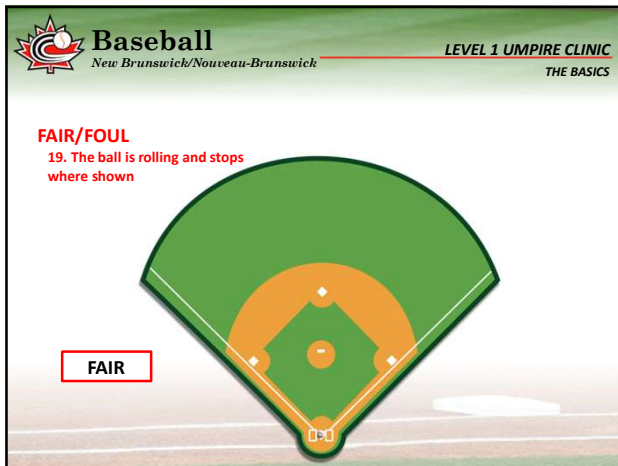 Baseball
New Brunswick/Nouveau-Brunswick
LEVEL 1 UMPIRE CLINIC
THE BASICS
FAIR/FOUL
19. The ball is rolling and stops
where shown
FAIR